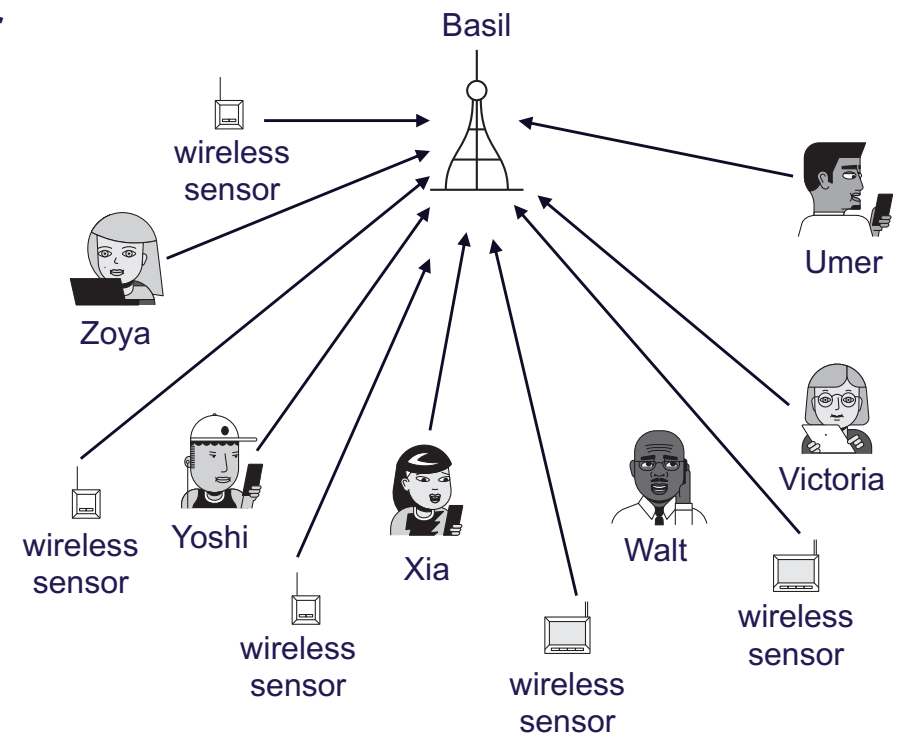 Basil
wireless
sensor
Umer
Zoya
Victoria
Yoshi
wireless
sensor
Xia
Walt
wireless
sensor
wireless
sensor
wireless
sensor